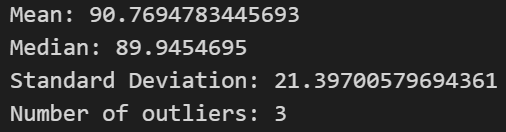 Mean: 90.7694783445693
Median: 89.9454695
Standard Deviation: 21.39700579694361
Number of outliers: 3